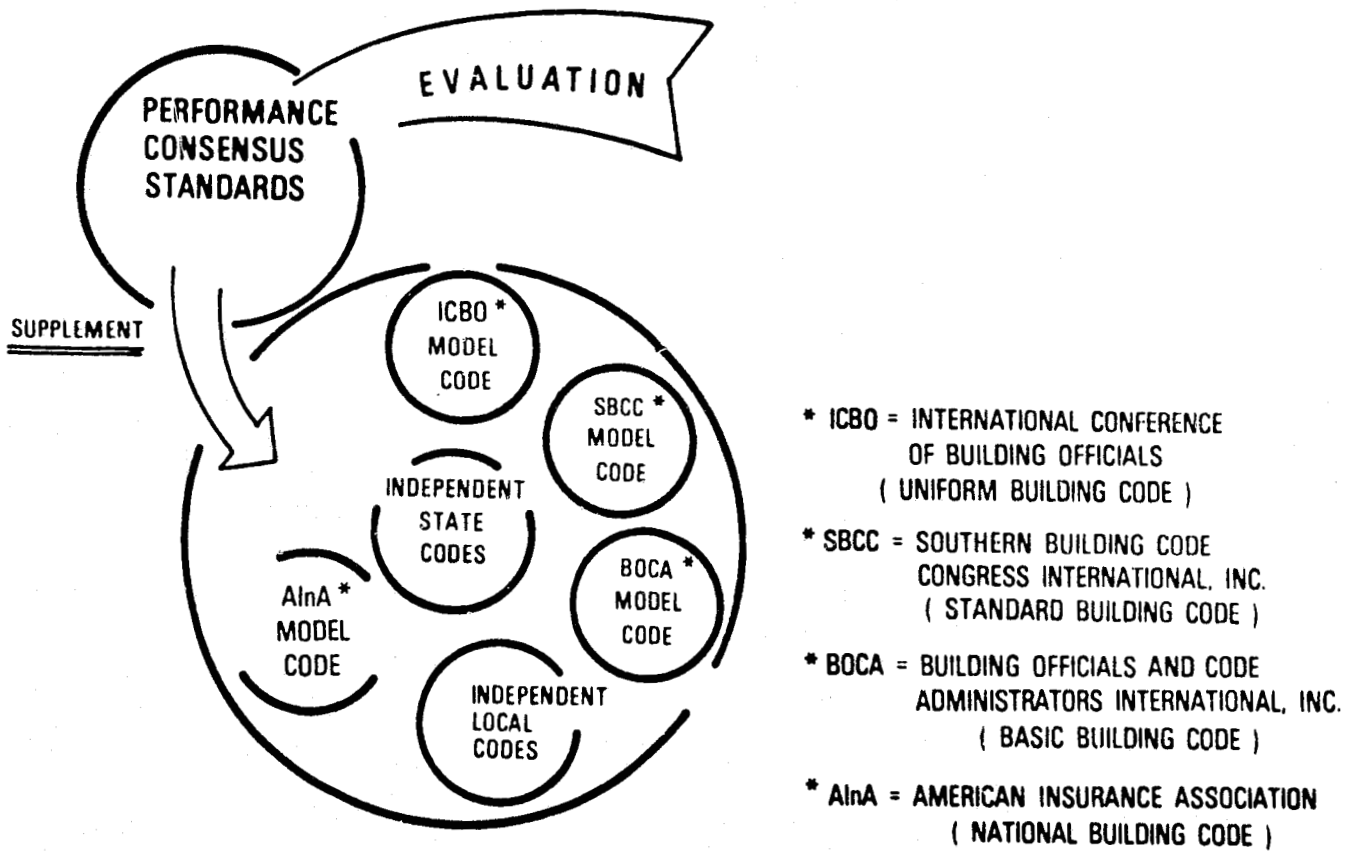 EVALUATION
PERFORMANCE
CONSENSUS
STANDARDS
SUPPLEMENT
ICBO *
MODEL
CODE
SBCC *
MODEL
CODE
INDEPENDENT
STATE
CODES
BOCA *
MODEL
CODE
AInA *
MODEL
CODE
INDEPENDENT
LOCAL
CODES
* ICBO = INTERNATIONAL CONFERENCE
OF BUILDING OFFICIALS
( UNIFORM BUILDING CODE )
* SBCC = SOUTHERN BUILDING CODE
CONGRESS INTERNATIONAL, INC.
( STANDARD BUILDING CODE )
* BOCA = BUILDING OFFICIALS AND CODE
ADMINISTRATORS INTERNATIONAL, INC.
( BASIC BUILDING CODE )
* AInA = AMERICAN INSURANCE ASSOCIATION
( NATIONAL BUILDING CODE )